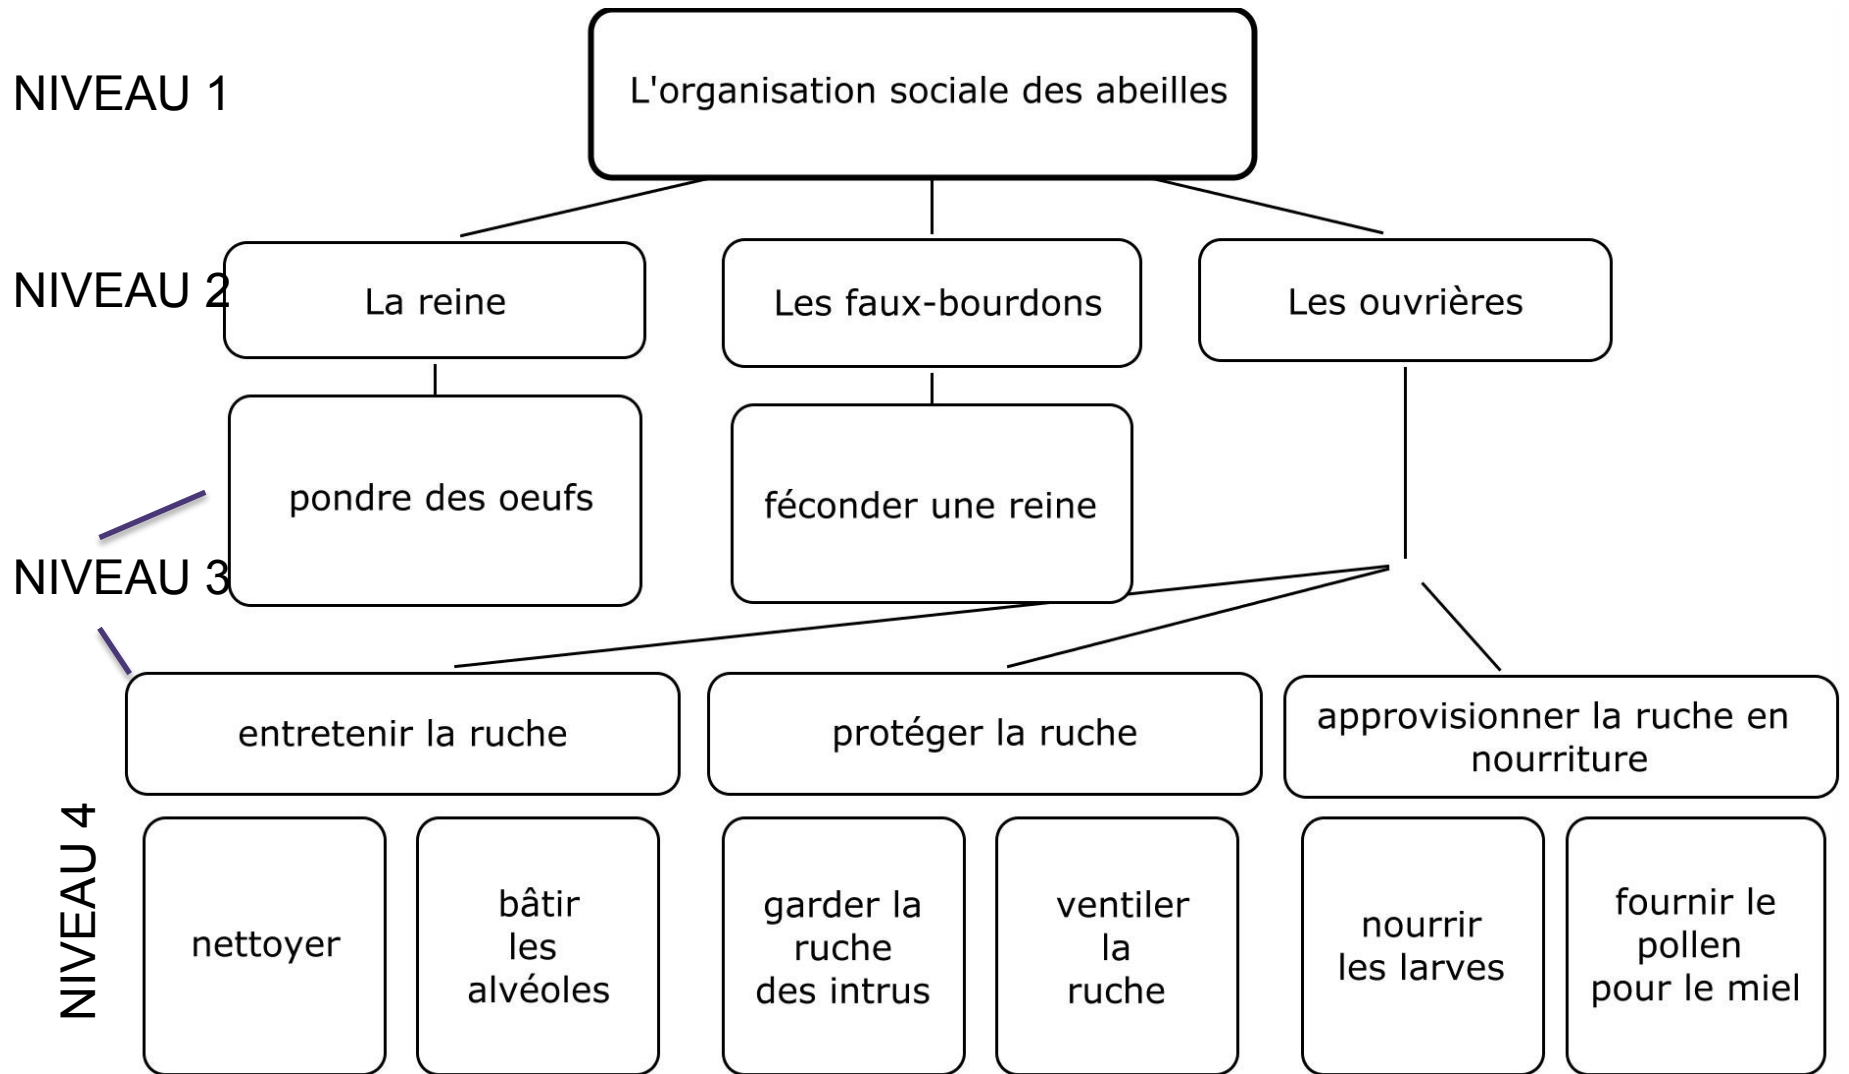 NIVEAU 1
L'organisation sociale des abeilles
NIVEAU 2
La reine
Les faux-bourdons
Les ouvrières
pondre des oeufs
féconder une reine
NIVEAU 3
entretenir la ruche
protéger la ruche
approvisionner la ruche en
nourriture
NIVEAU 4
nettoyer
bâtir
les
alvéoles
garder la
ruche
des intrus
ventiler
la
ruche
nourrir
les larves
fournir le
pollen
pour le miel